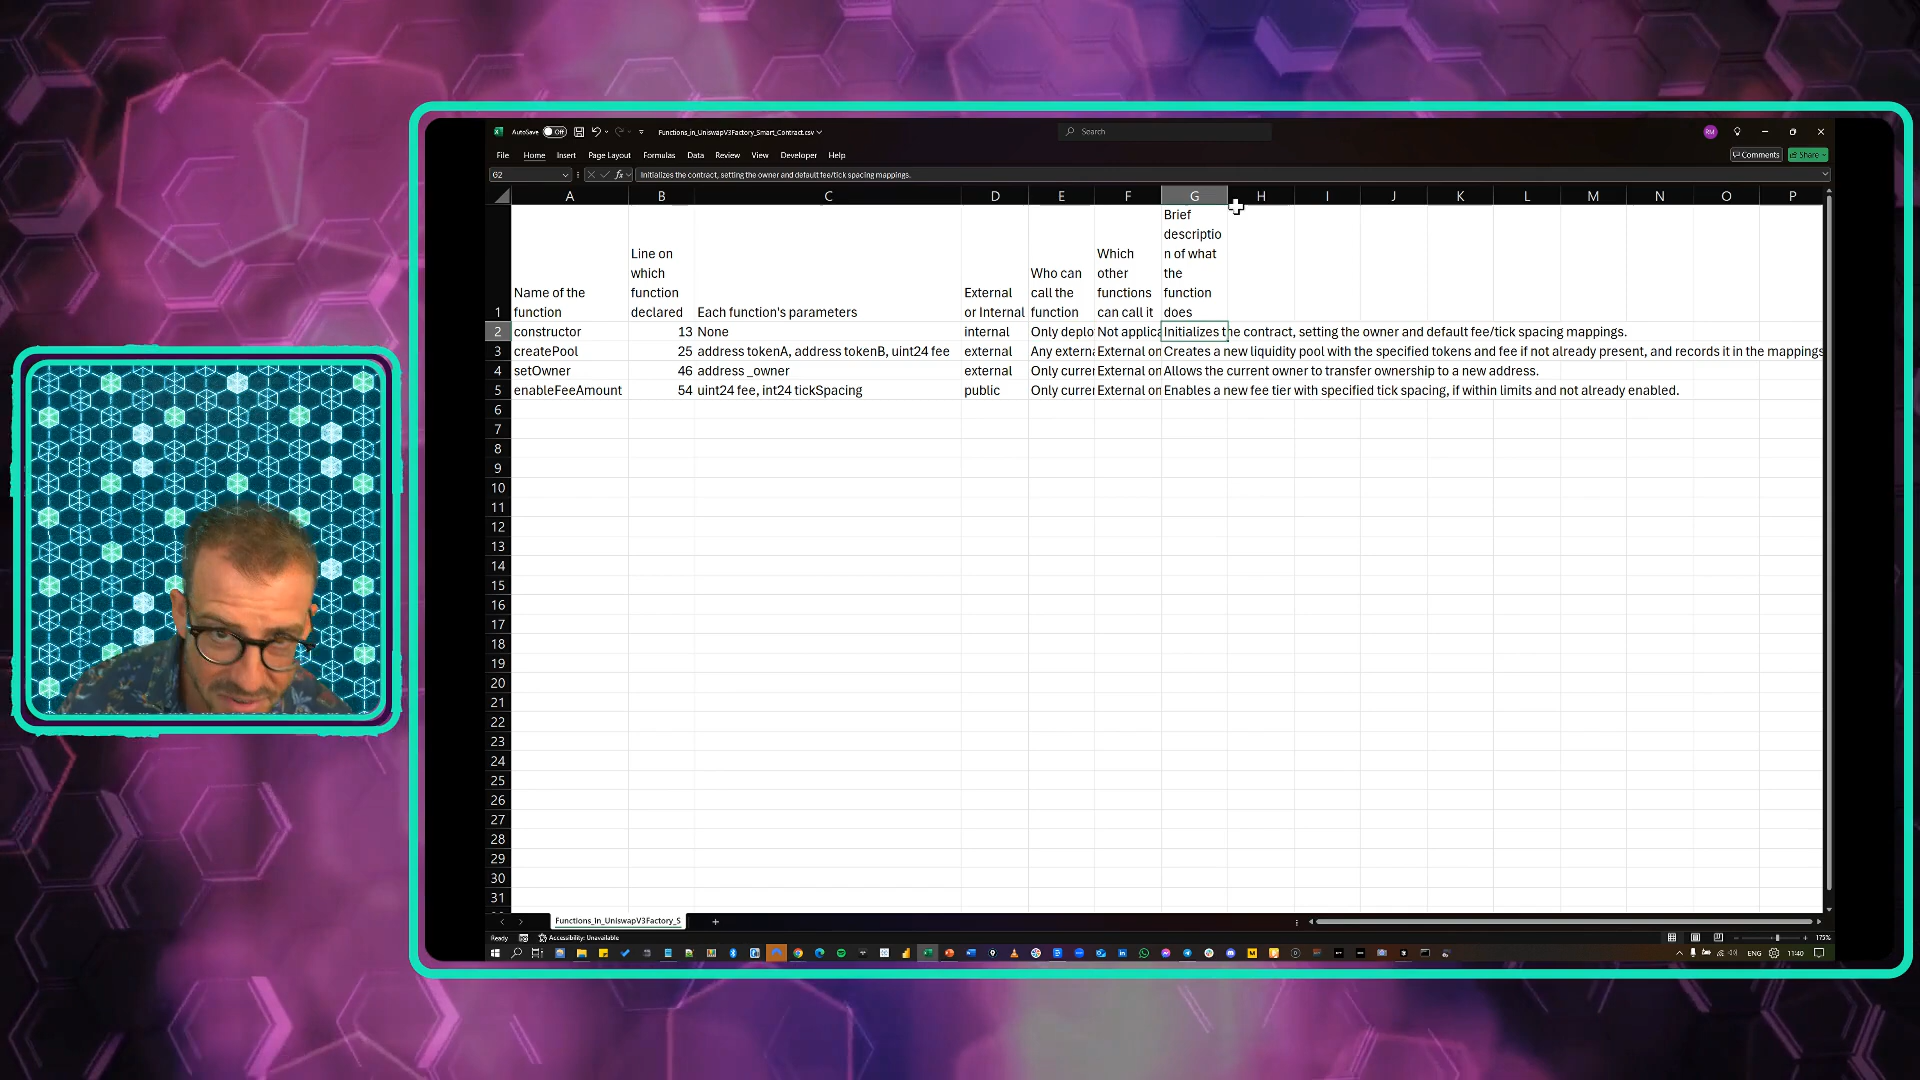 AutoSave Off
Functions_in_UniswapV3Factory_Smart_Contract.csv
Search
RM
File Home Insert Page Layout Formulas Data Review View Developer Help
Comments Share
G2
fx
Initializes the contract, setting the owner and default fee/tick spacing mappings.
A B C D E F G H I J K L M N O P
1 Name of the function
Line on which function declared
Each function's parameters
External or Internal
Who can call the function
Which other functions can call it
Brief description of what the function does
2 constructor 13 None internal Only deplo Not applica Initializes the contract, setting the owner and default fee/tick spacing mappings.
3 createPool 25 address tokenA, address tokenB, uint24 fee external Any externa External on Creates a new liquidity pool with the specified tokens and fee if not already present, and records it in the mappings
4 setOwner 46 address _owner external Only currer External on Allows the current owner to transfer ownership to a new address.
5 enableFeeAmount 54 uint24 fee, int24 tickSpacing public Only currer External on Enables a new fee tier with specified tick spacing, if within limits and not already enabled.
6
7
8
9
10
11
12
13
14
15
16
17
18
19
20
21
22
23
24
25
26
27
28
29
30
31
Functions_in_UniswapV3Factory_S
Ready Accessibility: Unavailable
175%
ENG 11:40